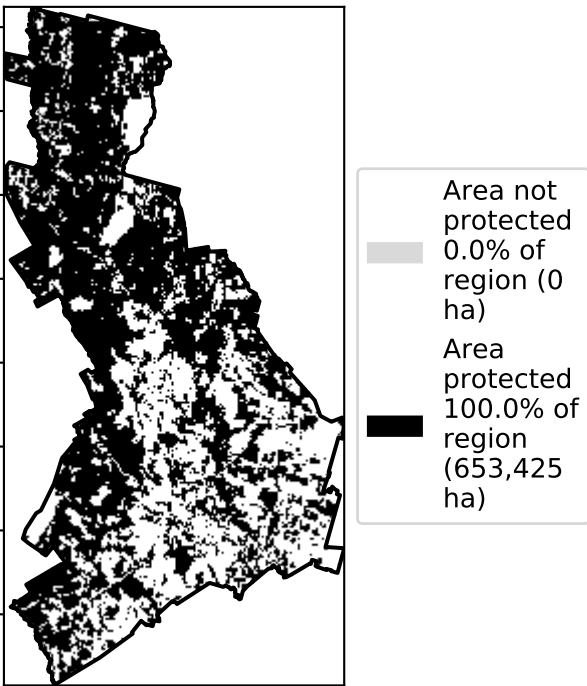 Area not
protected
0.0% of
region (0
ha)
Area
protected
100.0% of
region
(653,425
ha)